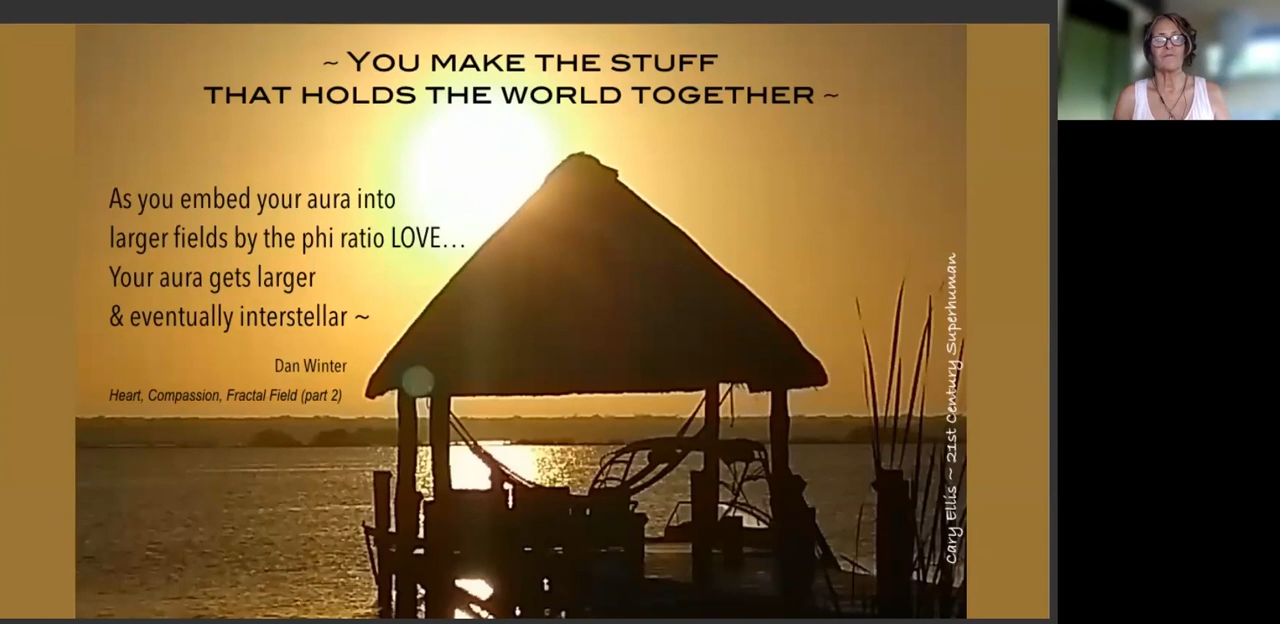 ~ YOU MAKE THE STUFF
THAT HOLDS THE WORLD TOGETHER ~
As you embed your aura into
larger fields by the phi ratio LOVE...
Your aura gets larger
& eventually interstellar ~
Dan Winter
Heart, Compassion, Fractal Field (part 2)
Cary Ellis ~ 21st Century Superhuman